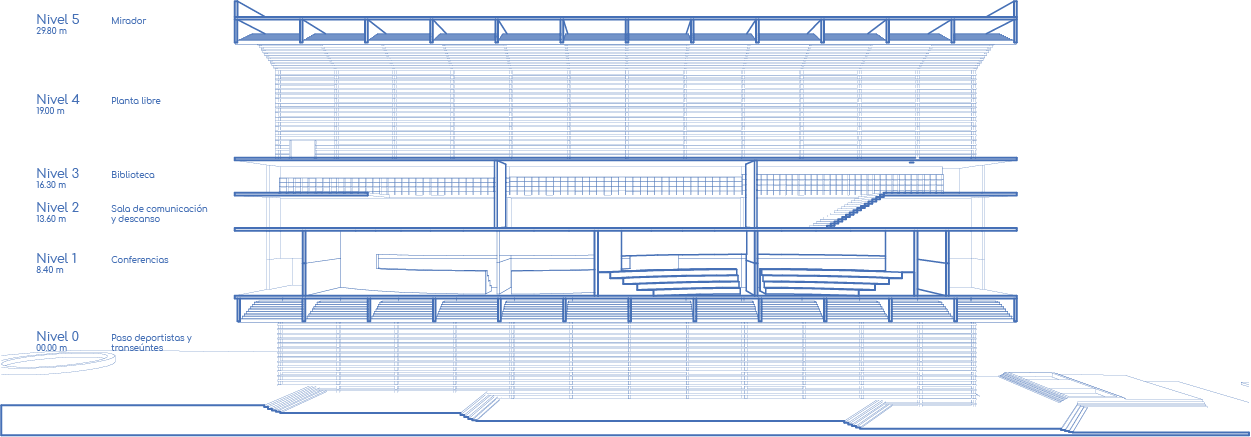 Nivel 5 Mirador
29.80 m
Nivel 4 Planta libre
19.00 m
Nivel 3 Biblioteca
16.30 m
Nivel 2 Sala de comunicación
13.60 m y descanso
Nivel 1 Conferencias
8.40 m
Nivel 0 Paso deportistas y
00.00 m transeúntes